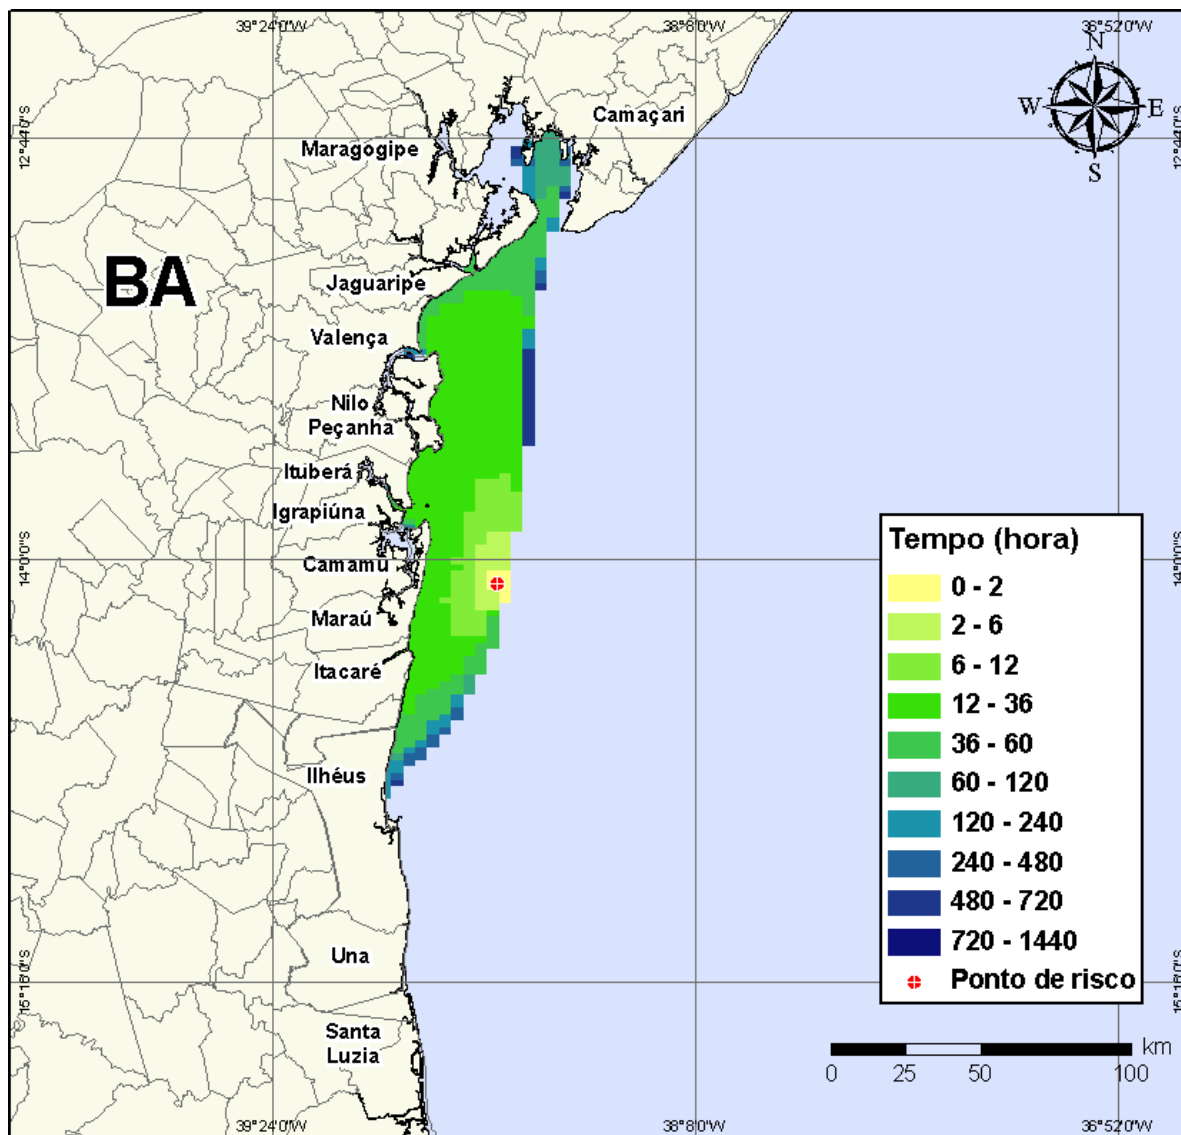 39°24'0"W
38°8'0"W
36°52'0"W
N
W
E
S
12°44'0"S
12°44'0"S
Camaçari
Maragogipe
BA
Jaguaripe
Valença
Nilo
Peçanha
Ituberá
Igrapiúna
14°0'0"S
14°0'0"S
Camamu
Maraú
Itacaré
Ilhéus
Una
Santa
Luzia
Tempo (hora)
0 - 2
2 - 6
6 - 12
12 - 36
36 - 60
60 - 120
120 - 240
240 - 480
480 - 720
720 - 1440
Ponto de risco
15°16'0"S
15°16'0"S
km
0 25 50 100
39°24'0"W
38°8'0"W
36°52'0"W